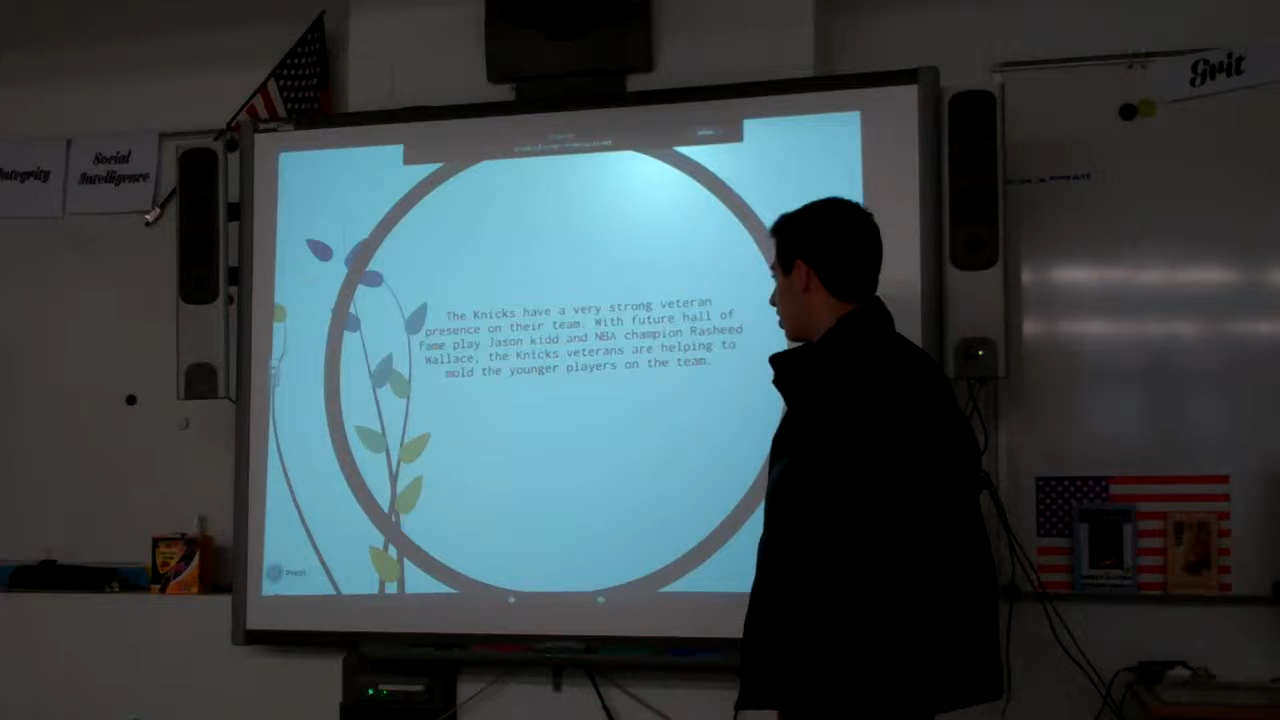 Grit
Social
Intelligence
Integrity
The Knicks have a very strong veteran
presence on their team. With future hall of
fame play Jason kidd and NBA champion Rasheed
Wallace, the Knicks veterans are helping to
mold the younger players on the team.
Prezi